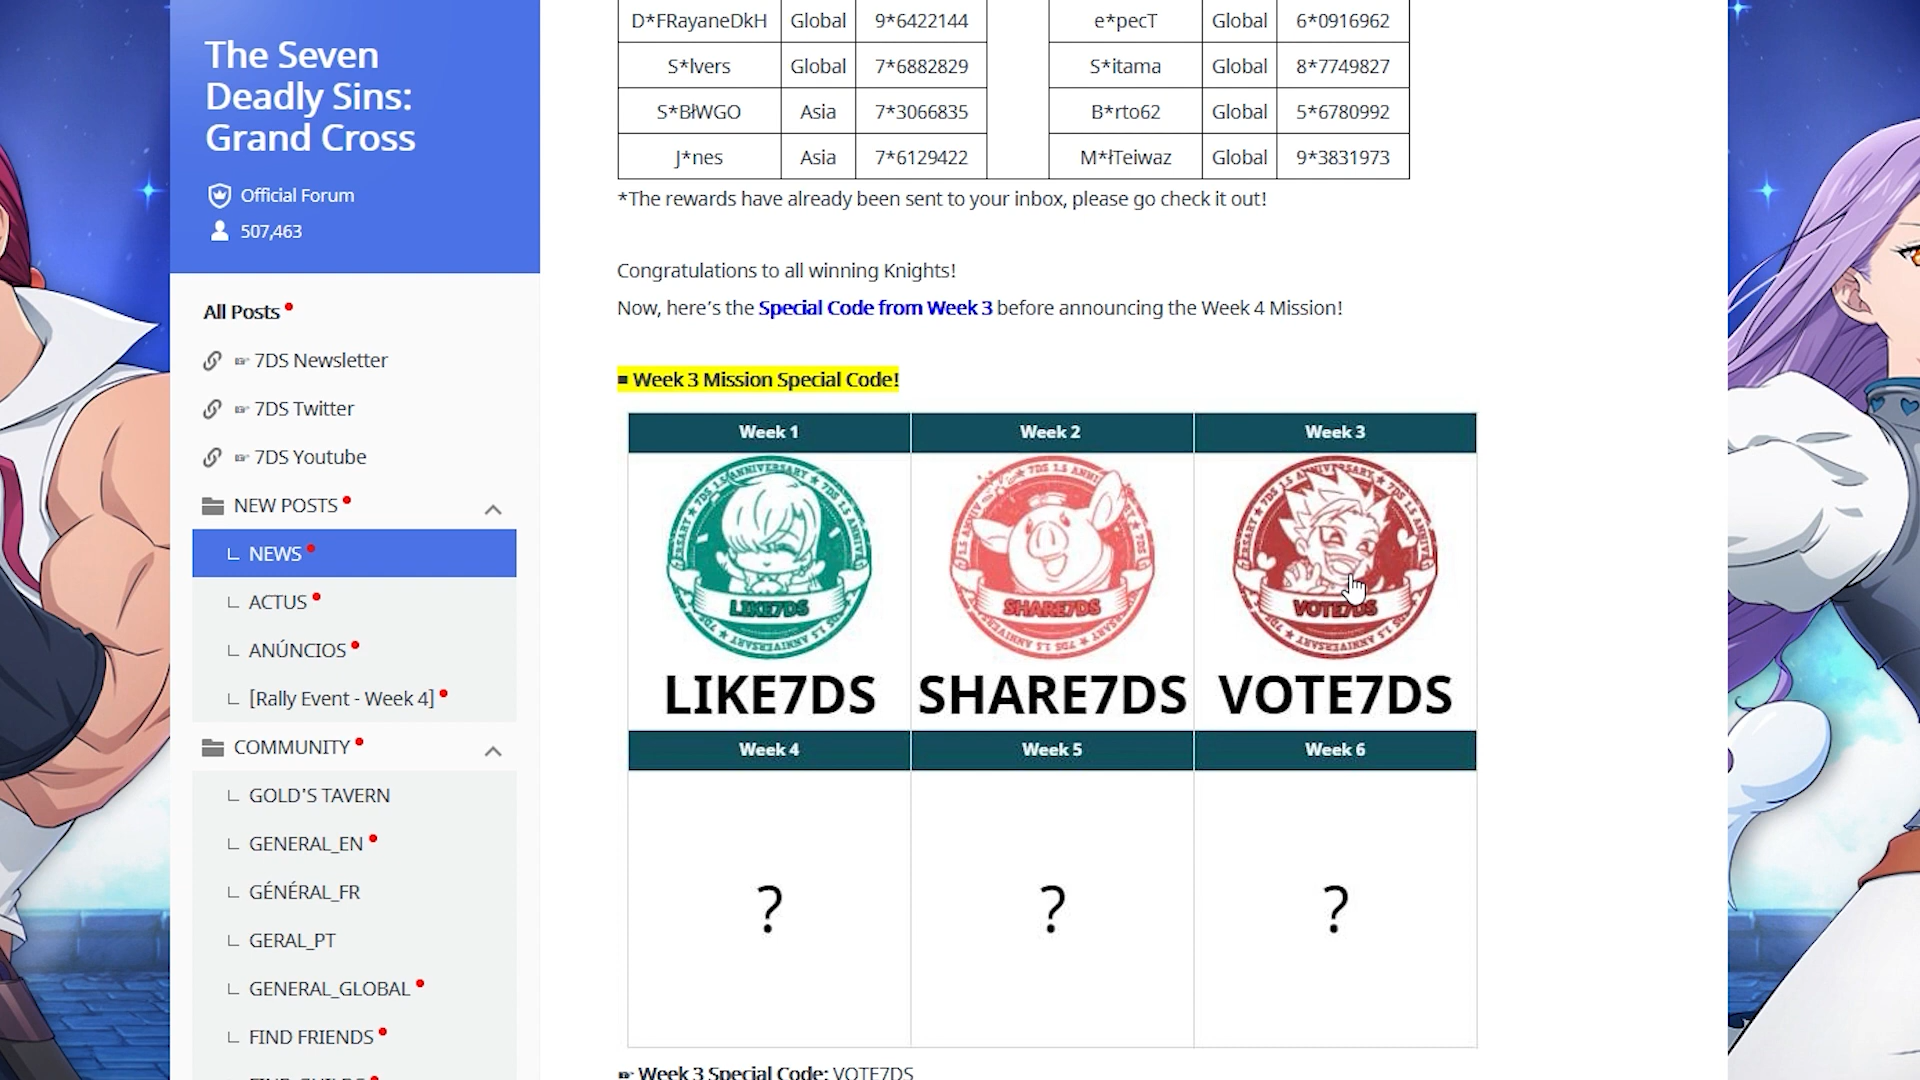 The Seven
Deadly Sins:
Grand Cross
Official Forum
507,463
All Posts
☞ 7DS Newsletter
☞ 7DS Twitter
☞ 7DS Youtube
NEW POSTS
NEWS
ACTUS
ANÚNCIOS
[Rally Event - Week 4]
COMMUNITY
GOLD'S TAVERN
GENERAL_EN
GÉNÉRAL_FR
GERAL_PT
GENERAL_GLOBAL
FIND FRIENDS
D*FRayaneDkH Global 9*6422144 e*pecT Global 6*0916962
S*lvers Global 7*6882829 S*itama Global 8*7749827
S*BłWGO Asia 7*3066835 B*rto62 Global 5*6780992
J*nes Asia 7*6129422 M*łTeiwaz Global 9*3831973
*The rewards have already been sent to your inbox, please go check it out!
Congratulations to all winning Knights!
Now, here's the Special Code from Week 3 before announcing the Week 4 Mission!
■ Week 3 Mission Special Code!
Week 1 Week 2 Week 3
LIKE7DS SHARE7DS VOTE7DS
LIKE7DS SHARE7DS VOTE7DS
Week 4 Week 5 Week 6
? ? ?
☞ Week 3 Special Code: VOTE7DS